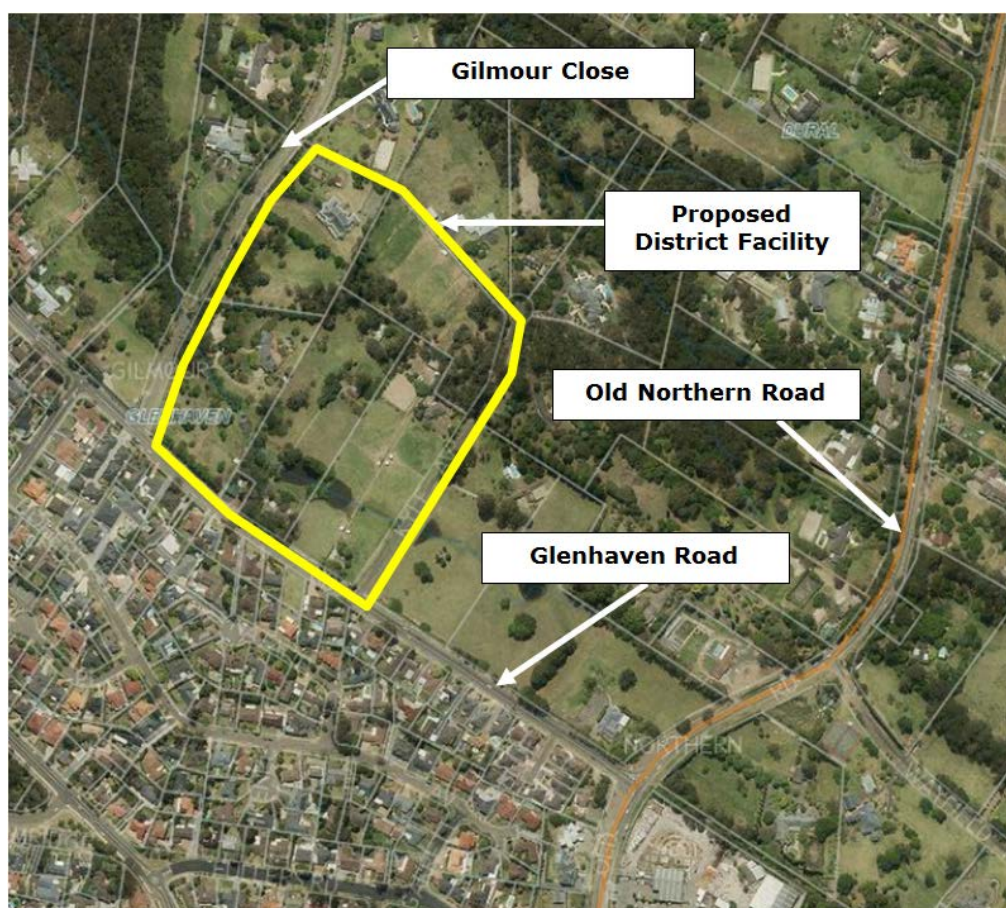 Gilmour Close
DURAL
Proposed
District Facility
GILMOUR
GLENHAVEN
Old Northern Road
Glenhaven Road
NORTHERN